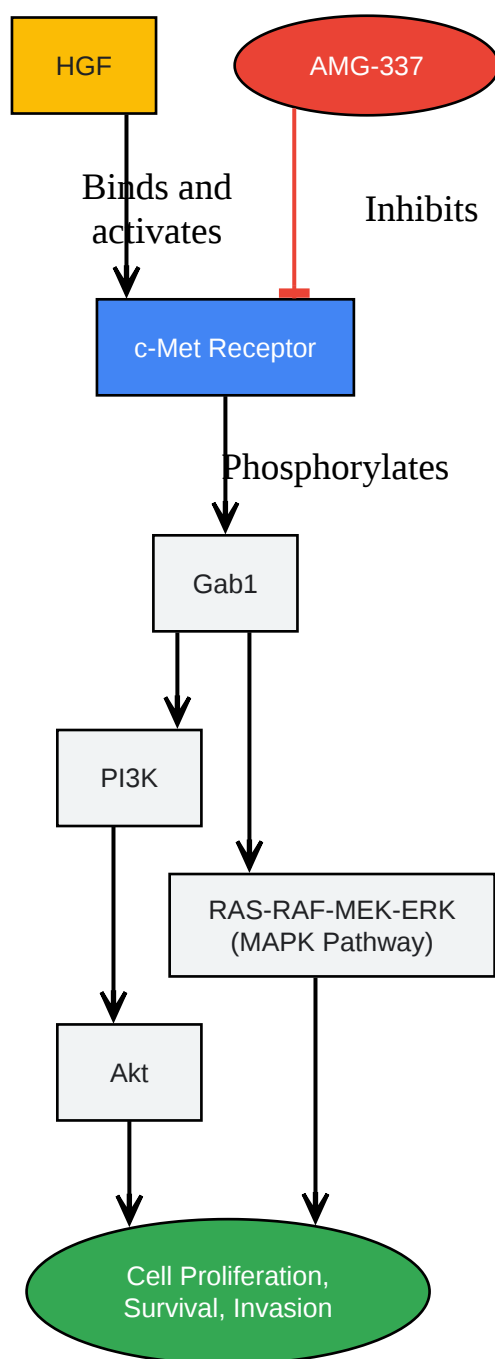 HGF
AMG-337
Binds and
activates
Inhibits
c-Met Receptor
Phosphorylates
Gab1
PI3K
RAS-RAF-MEK-ERK
(MAPK Pathway)
Akt
Cell Proliferation,
Survival, Invasion